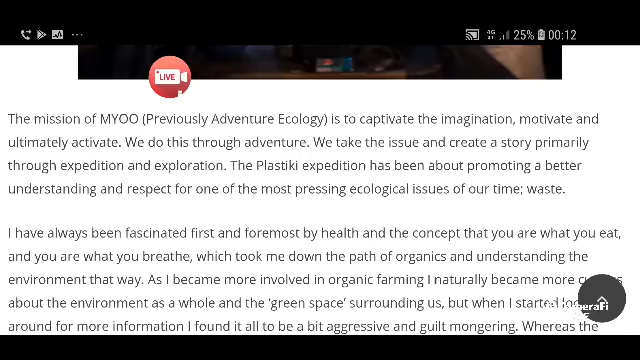 4G 25% 00:12
LIVE
The mission of MYOO (Previously Adventure Ecology) is to captivate the imagination, motivate and
ultimately activate. We do this through adventure. We take the issue and create a story primarily
through expedition and exploration. The Plastiki expedition has been about promoting a better
understanding and respect for one of the most pressing ecological issues of our time; waste.
I have always been fascinated first and foremost by health and the concept that you are what you eat,
and you are what you breathe, which took me down the path of organics and understanding the
environment that way. As I became more involved in organic farming I naturally became more
about the environment as a whole and the ‘green space’ surrounding us, but when I started
around for more information I found it all to be a bit aggressive and guilt mongering. Whereas the